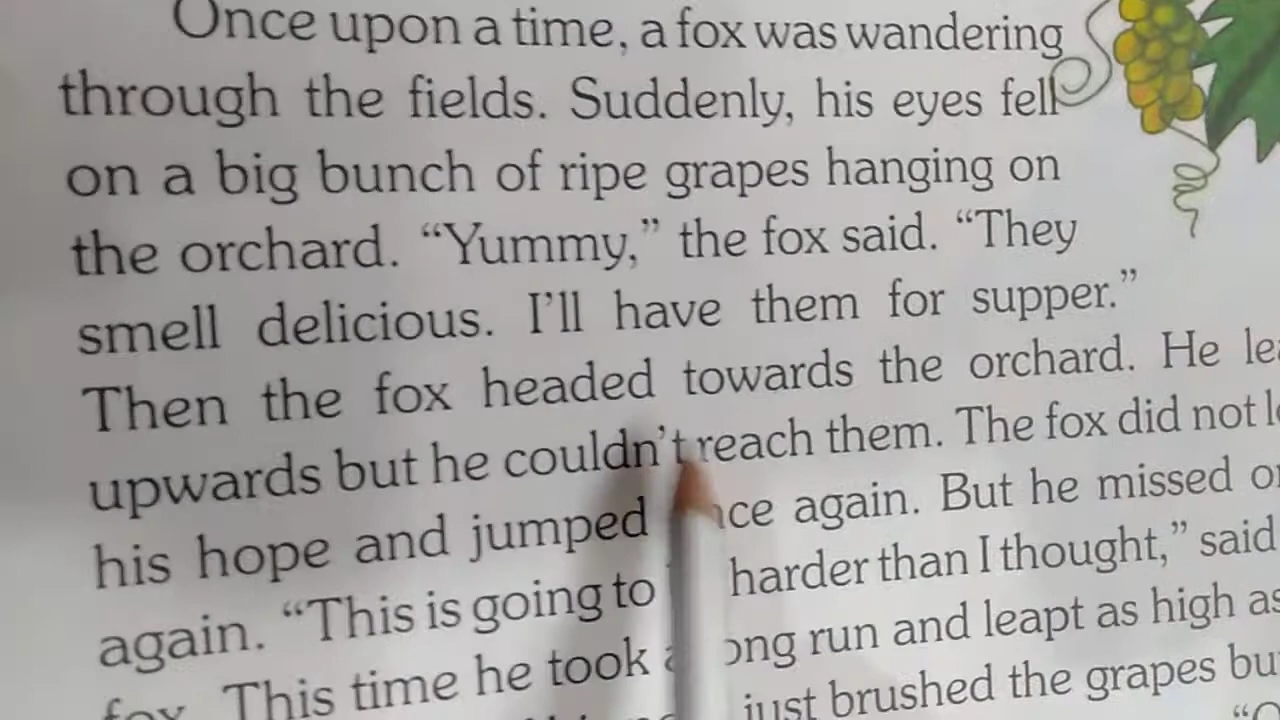 Once upon a time, a fox was wandering
through the fields. Suddenly, his eyes fell
on a big bunch of ripe grapes hanging on
the orchard. “Yummy,” the fox said. “They
smell delicious. I’ll have them for supper.”
Then the fox headed towards the orchard. He
upwards but he couldn’t reach them. The fox did not
his hope and jumped again. But he missed
again. “This is going to harder than I thought,” said
fox. This time he took run and leapt as high as
just brushed the grapes